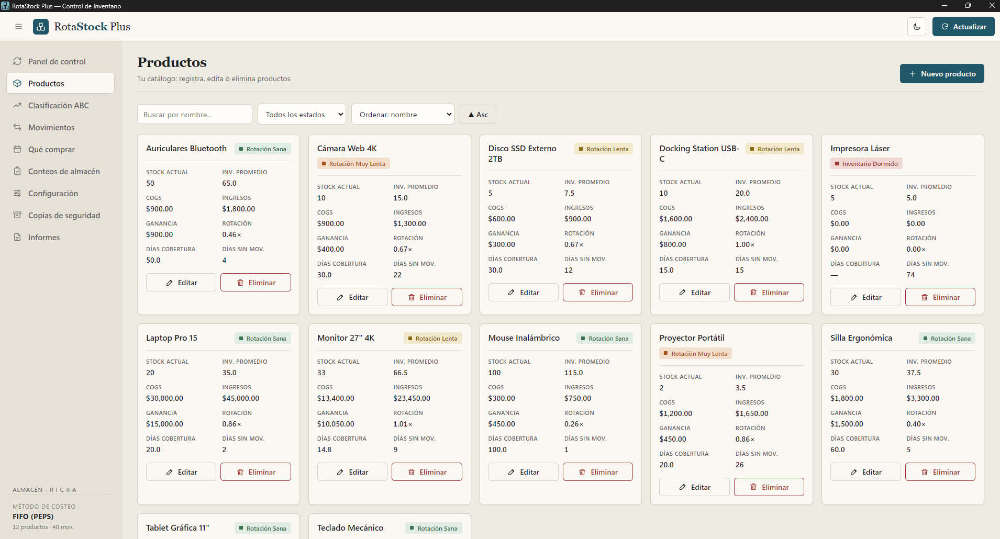 RotaStock Plus — Control de Inventario
RotaStock Plus
Actualizar
Panel de control
Productos
Clasificación ABC
Movimientos
Qué comprar
Conteos de almacén
Configuración
Copias de seguridad
Informes
ALMACÉN - R I C R A
MÉTODO DE COSTEO
FIFO (PEPS)
12 productos · 40 mov.
Productos
Tu catálogo: registra, edita o elimina productos
+ Nuevo producto
Buscar por nombre...
Todos los estados
Ordenar: nombre
▲ Asc
Auriculares Bluetooth
Rotación Sana
STOCK ACTUAL INV. PROMEDIO
50 65.0
COGS INGRESOS
$900.00 $1,800.00
GANANCIA ROTACIÓN
$900.00 0.46×
DÍAS COBERTURA DÍAS SIN MOV.
50.0 4
Editar Eliminar
Cámara Web 4K
Rotación Muy Lenta
STOCK ACTUAL INV. PROMEDIO
10 15.0
COGS INGRESOS
$900.00 $1,300.00
GANANCIA ROTACIÓN
$400.00 0.67×
DÍAS COBERTURA DÍAS SIN MOV.
30.0 22
Editar Eliminar
Disco SSD Externo
2TB
Rotación Lenta
STOCK ACTUAL INV. PROMEDIO
5 7.5
COGS INGRESOS
$600.00 $900.00
GANANCIA ROTACIÓN
$300.00 0.67×
DÍAS COBERTURA DÍAS SIN MOV.
30.0 12
Editar Eliminar
Docking Station USB-
C
Rotación Lenta
STOCK ACTUAL INV. PROMEDIO
10 20.0
COGS INGRESOS
$1,600.00 $2,400.00
GANANCIA ROTACIÓN
$800.00 1.00×
DÍAS COBERTURA DÍAS SIN MOV.
15.0 15
Editar Eliminar
Impresora Láser
Inventario Dormido
STOCK ACTUAL INV. PROMEDIO
5 5.0
COGS INGRESOS
$0.00 $0.00
GANANCIA ROTACIÓN
$0.00 0.00×
DÍAS COBERTURA DÍAS SIN MOV.
— 74
Editar Eliminar
Laptop Pro 15
Rotación Sana
STOCK ACTUAL INV. PROMEDIO
20 35.0
COGS INGRESOS
$30,000.00 $45,000.00
GANANCIA ROTACIÓN
$15,000.00 0.86×
DÍAS COBERTURA DÍAS SIN MOV.
20.0 2
Editar Eliminar
Monitor 27" 4K
Rotación Lenta
STOCK ACTUAL INV. PROMEDIO
33 66.5
COGS INGRESOS
$13,400.00 $23,450.00
GANANCIA ROTACIÓN
$10,050.00 1.01×
DÍAS COBERTURA DÍAS SIN MOV.
14.8 9
Editar Eliminar
Mouse Inalámbrico
Rotación Sana
STOCK ACTUAL INV. PROMEDIO
100 115.0
COGS INGRESOS
$300.00 $750.00
GANANCIA ROTACIÓN
$450.00 0.26×
DÍAS COBERTURA DÍAS SIN MOV.
100.0 1
Editar Eliminar
Proyector Portátil
Rotación Muy Lenta
STOCK ACTUAL INV. PROMEDIO
2 3.5
COGS INGRESOS
$1,200.00 $1,650.00
GANANCIA ROTACIÓN
$450.00 0.86×
DÍAS COBERTURA DÍAS SIN MOV.
20.0 26
Editar Eliminar
Silla Ergonómica
Rotación Sana
STOCK ACTUAL INV. PROMEDIO
30 37.5
COGS INGRESOS
$1,800.00 $3,300.00
GANANCIA ROTACIÓN
$1,500.00 0.40×
DÍAS COBERTURA DÍAS SIN MOV.
60.0 5
Editar Eliminar
Tablet Gráfica 11"
Rotación Sana
Teclado Mecánico
Rotación Sana